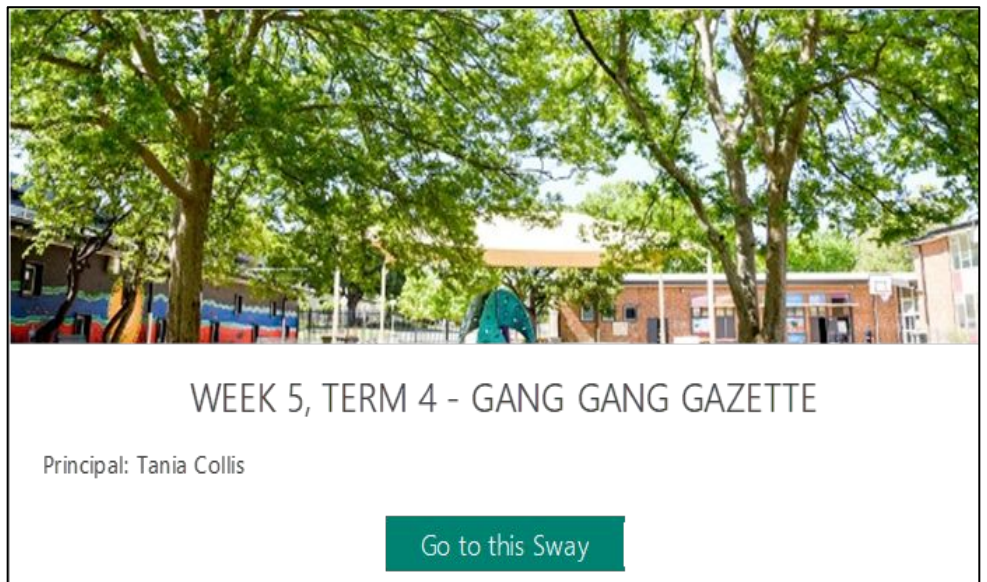 WEEK 5, TERM 4 - GANG GANG GAZETTE
Principal: Tania Collis
Go to this Sway